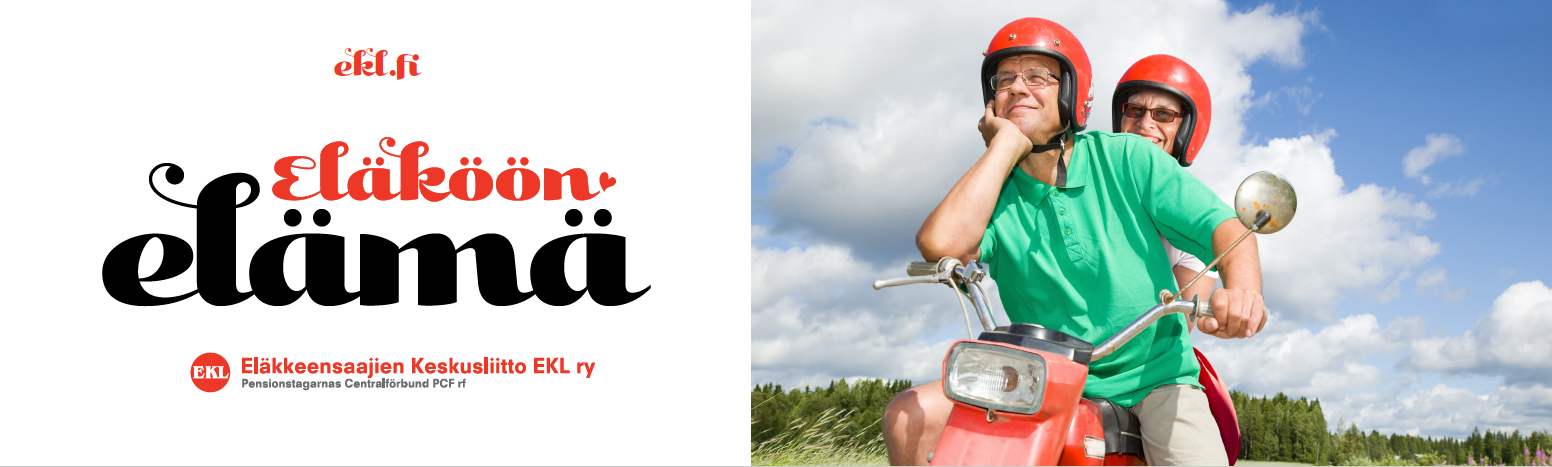 ekl.fi
Eläköön
elämä
EKL
Eläkkeensaajien Keskusliitto EKL ry
Pensionstagarnas Centralförbund PCF rf